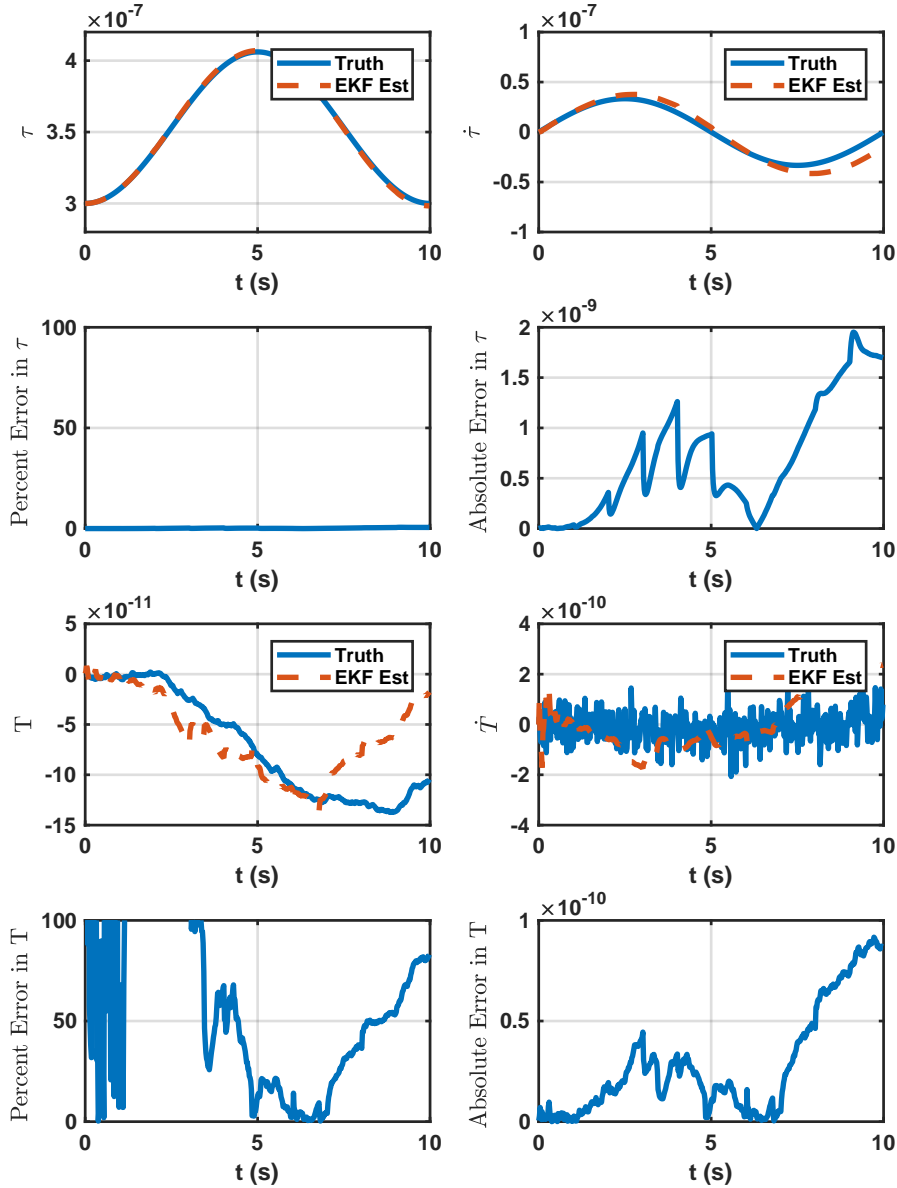 ×10-7
4
3.5
3
τ
Truth
EKF Est
0
5
10
t (s)
×10-7
1
0.5
0
-0.5
-1
τ̇
Truth
EKF Est
0
5
10
t (s)
100
50
0
Percent Error in τ
0
5
10
t (s)
×10-9
2
1.5
1
0.5
0
Absolute Error in τ
0
5
10
t (s)
×10-11
5
0
-5
-10
-15
T
Truth
EKF Est
0
5
10
t (s)
×10-10
4
2
0
-2
-4
Ṫ
Truth
EKF Est
0
5
10
t (s)
100
50
0
Percent Error in T
0
5
10
t (s)
×10-10
1
0.5
0
Absolute Error in T
0
5
10
t (s)